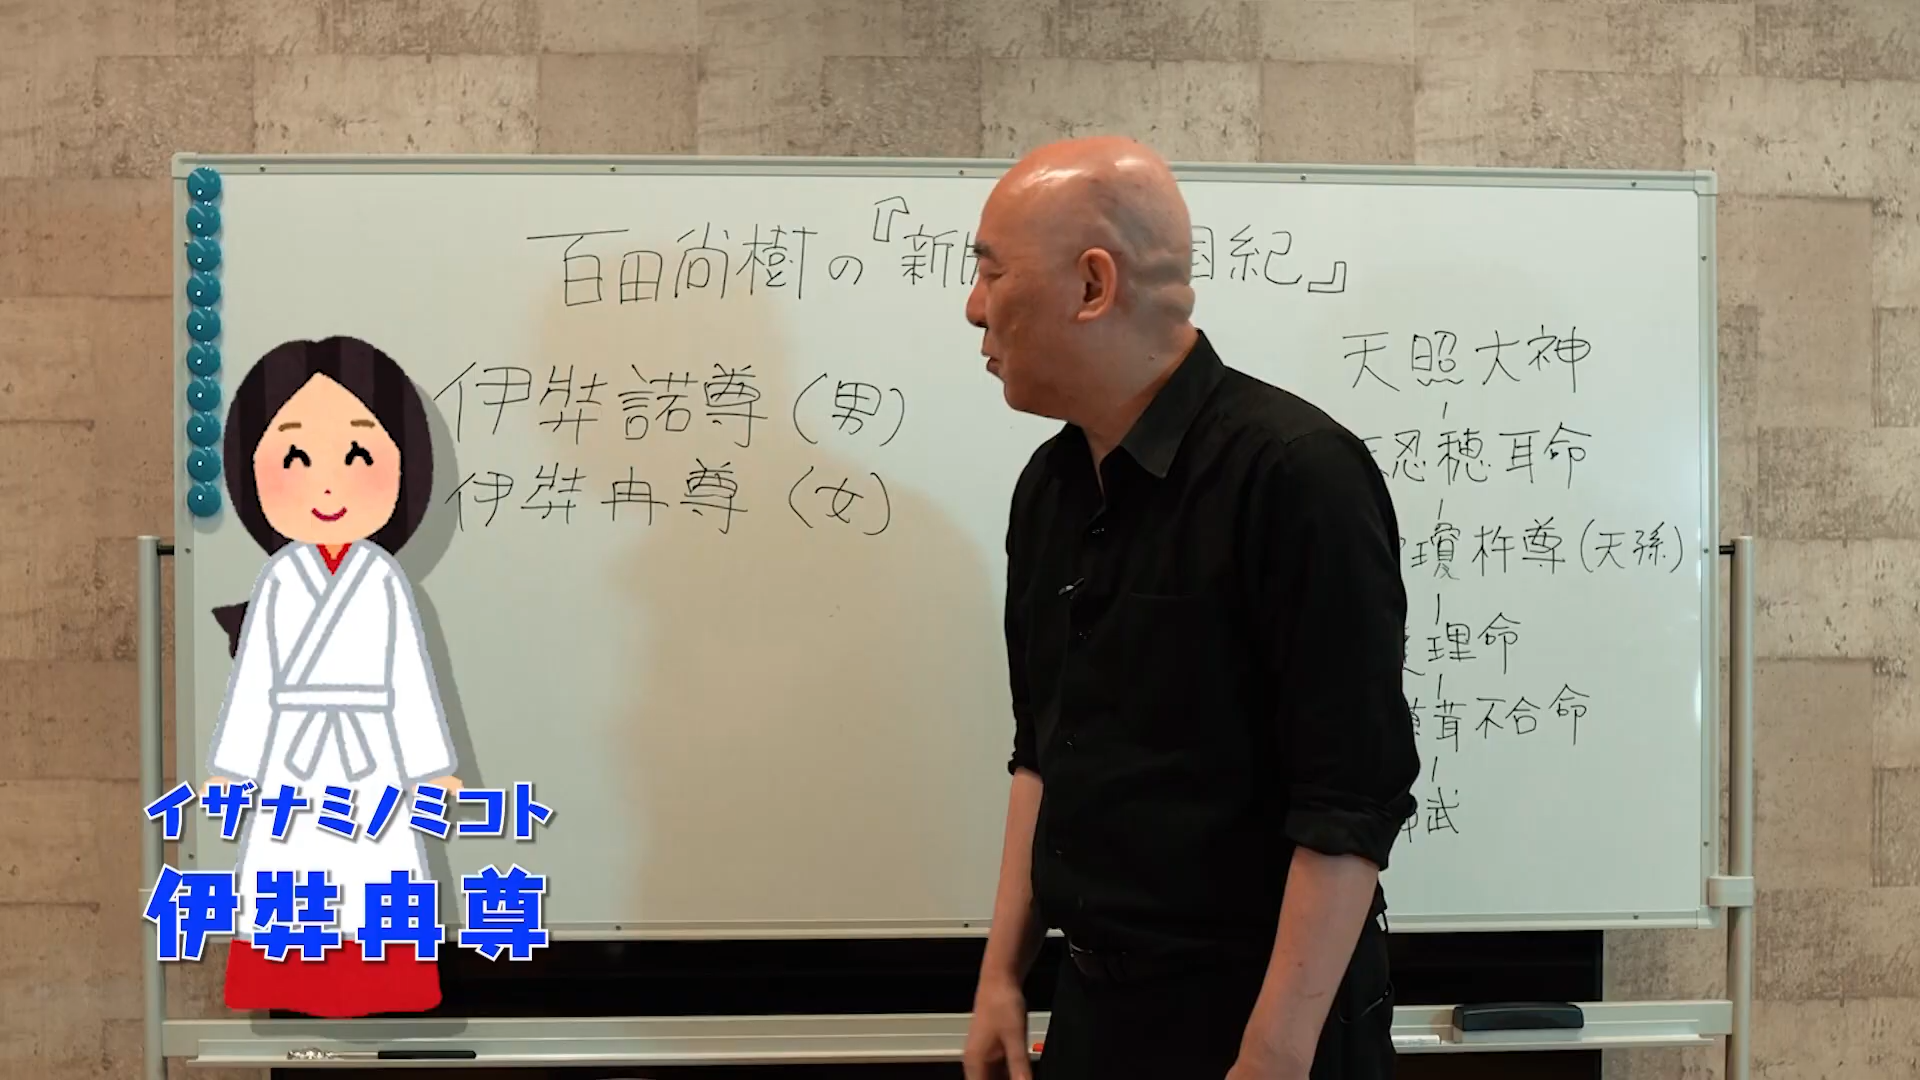 百田尚樹の『新 国紀』
伊弉諾尊（男）
伊弉冉尊（女）
天照大神
忍穂耳命
瓊杵尊（天孫）
理命
茸不合命
武
イザナミノミコト
伊弉冉尊